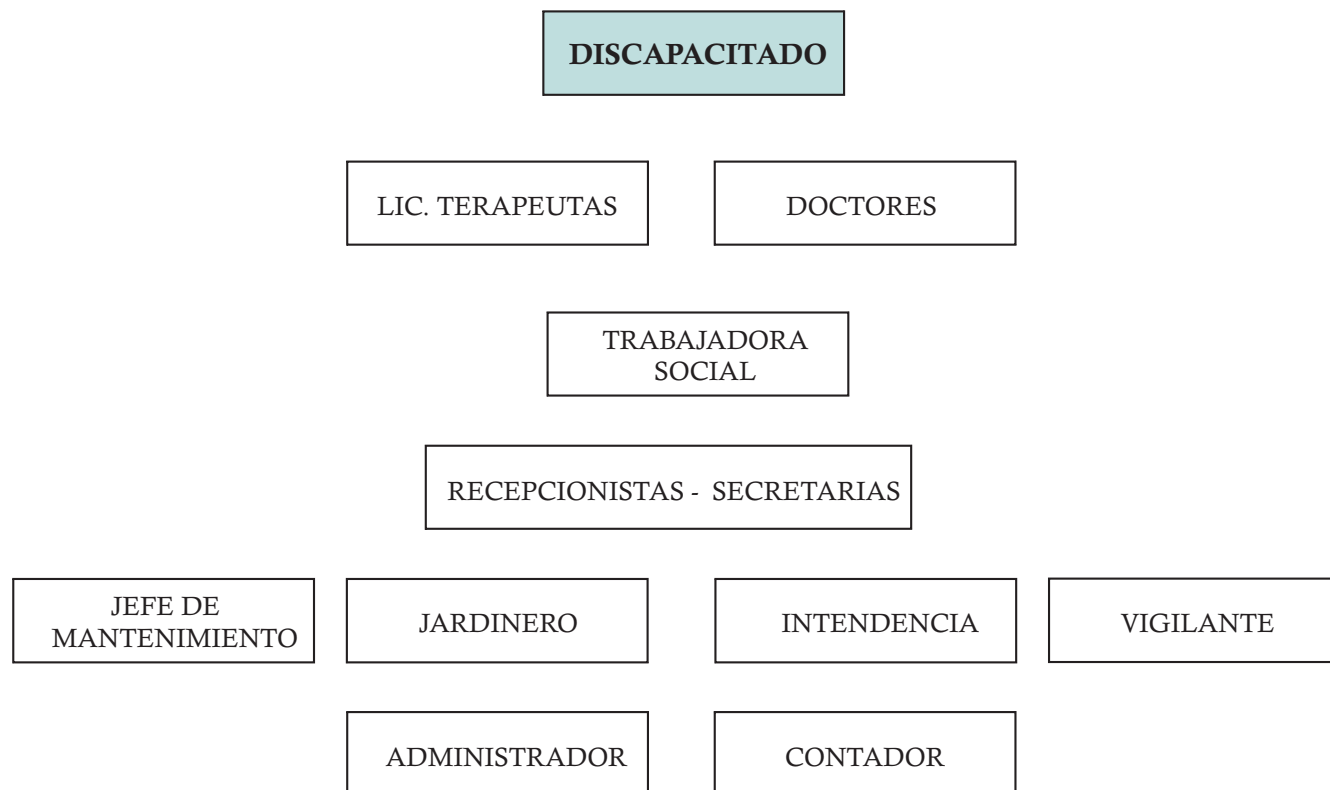 DISCAPACITADO
LIC. TERAPEUTAS
DOCTORES
TRABAJADORA
SOCIAL
RECEPCIONISTAS - SECRETARIAS
JEFE DE
MANTENIMIENTO
JARDINERO
INTENDENCIA
VIGILANTE
ADMINISTRADOR
CONTADOR